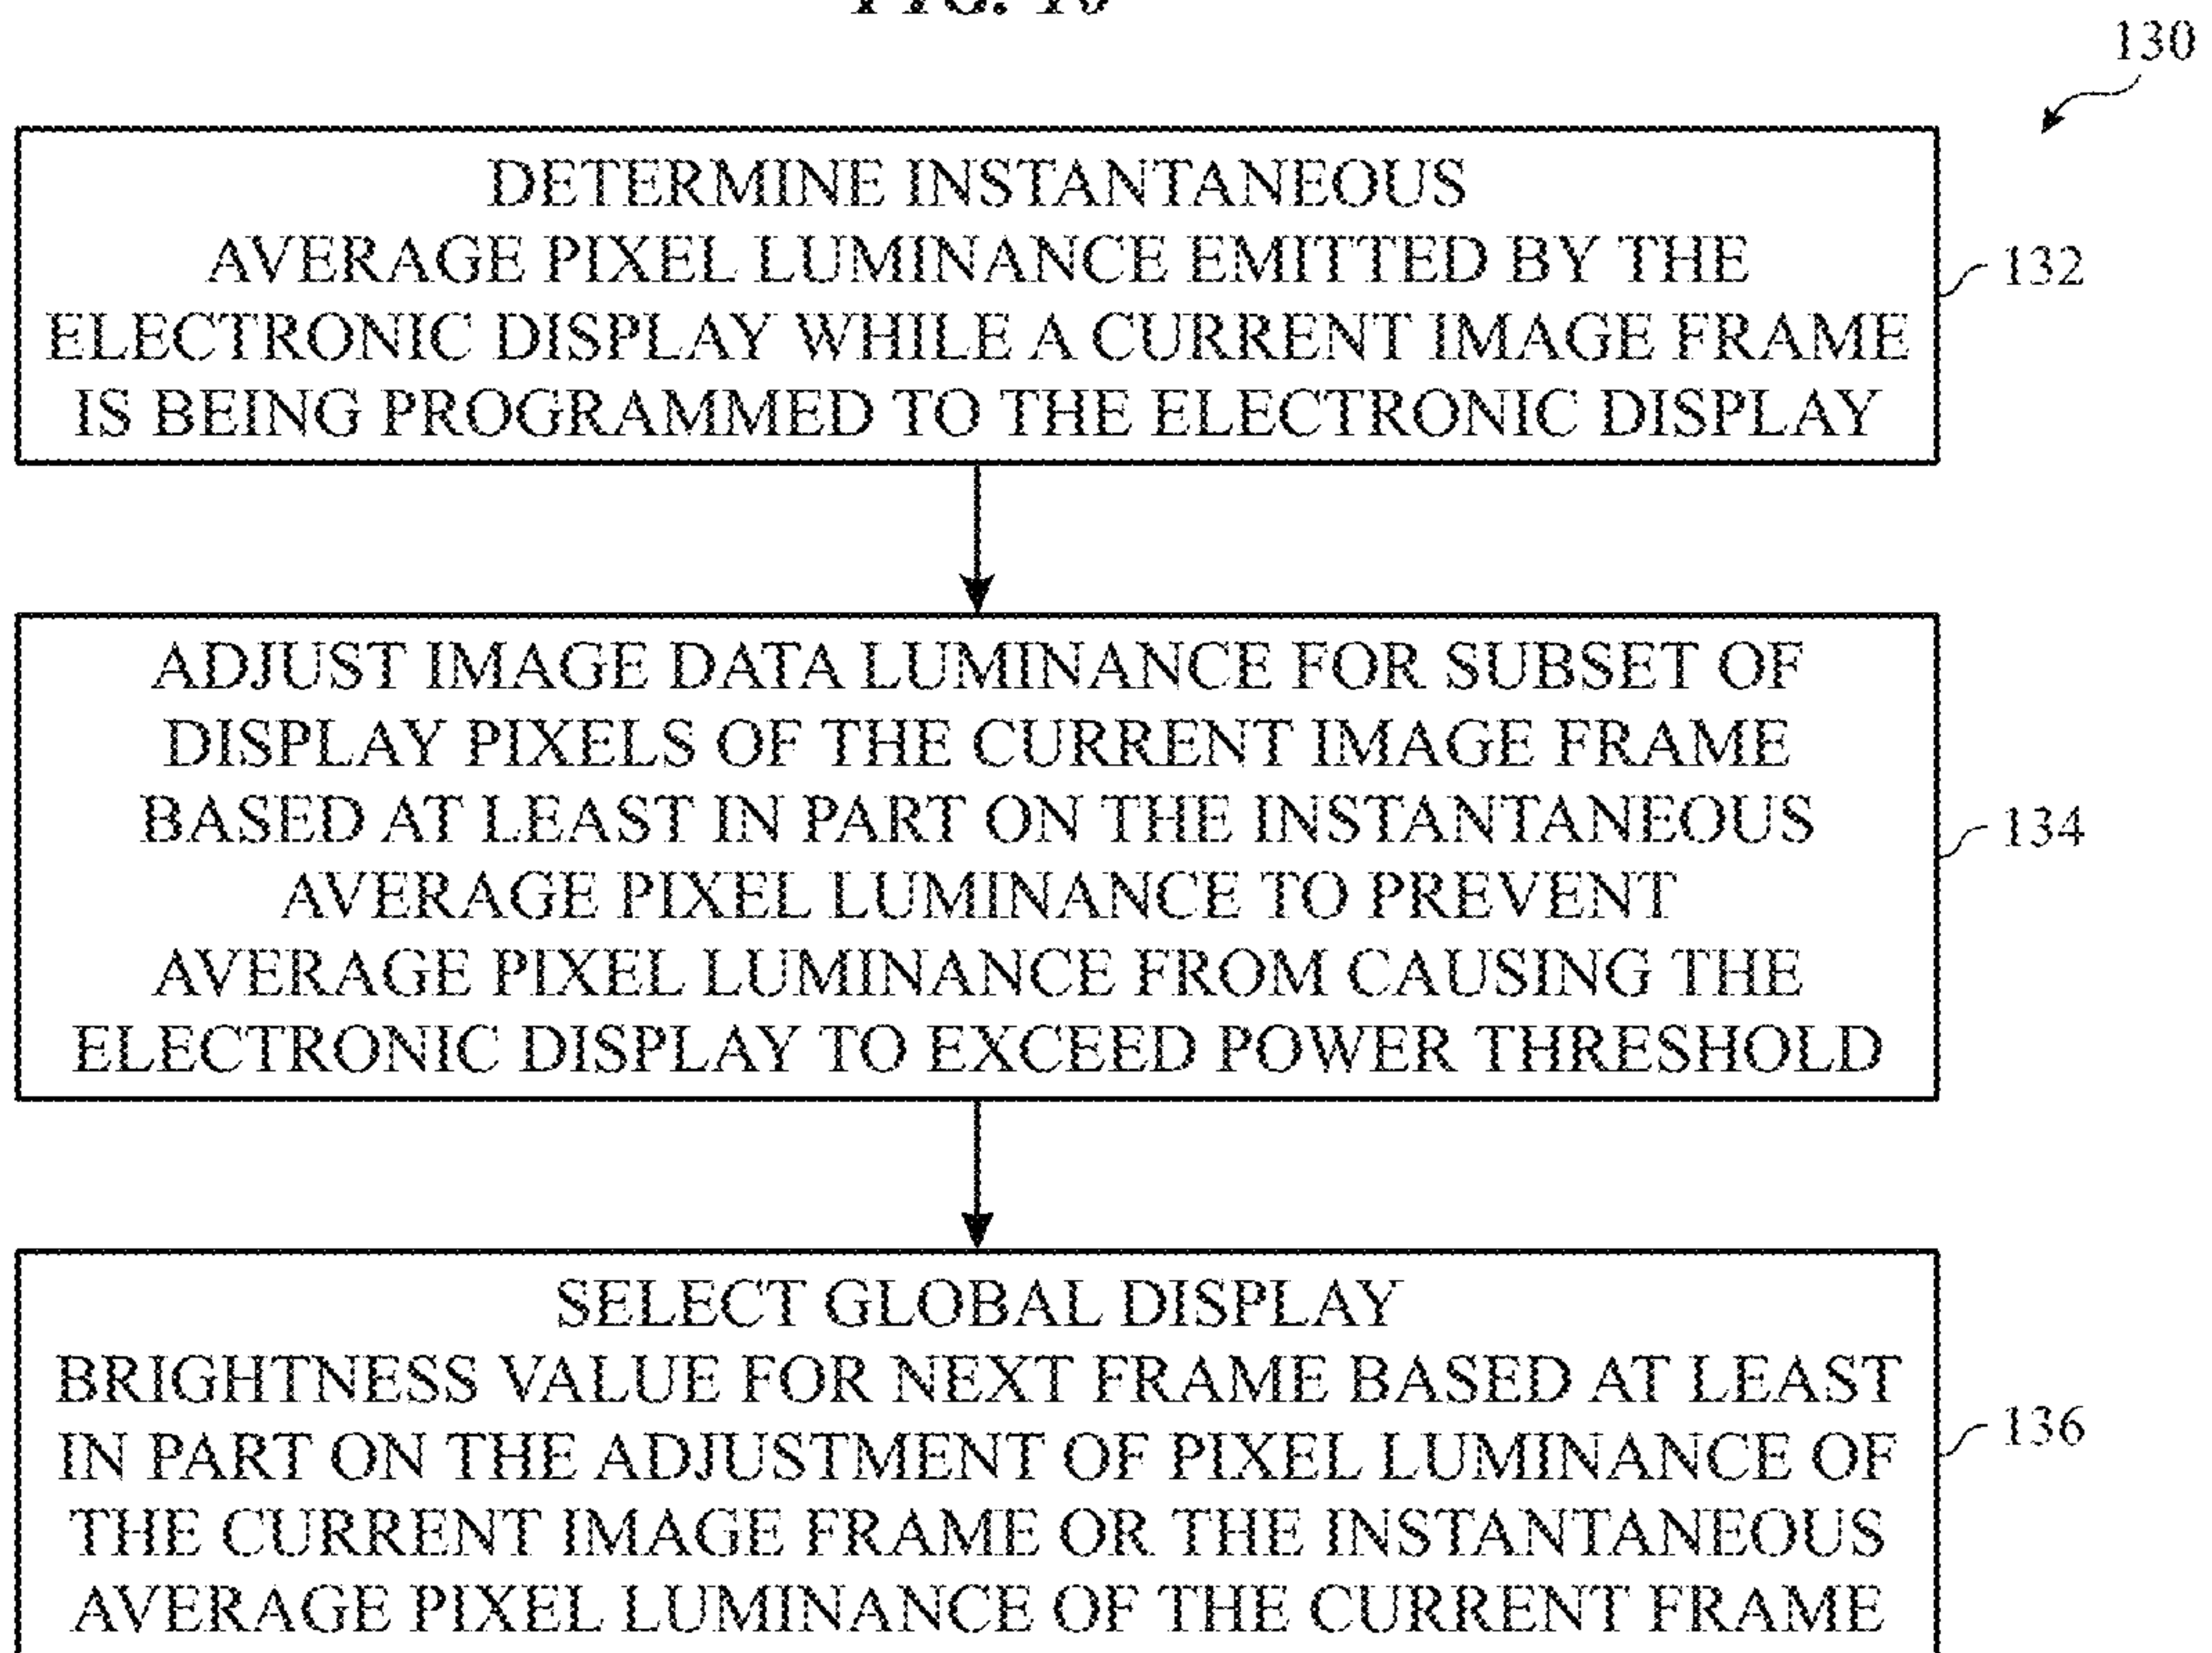 130
DETERMINE INSTANTANEOUS
AVERAGE PIXEL LUMINANCE EMITTED BY THE
ELECTRONIC DISPLAY WHILE A CURRENT IMAGE FRAME
IS BEING PROGRAMMED TO THE ELECTRONIC DISPLAY
132
ADJUST IMAGE DATA LUMINANCE FOR SUBSET OF
DISPLAY PIXELS OF THE CURRENT IMAGE FRAME
BASED AT LEAST IN PART ON THE INSTANTANEOUS
AVERAGE PIXEL LUMINANCE TO PREVENT
AVERAGE PIXEL LUMINANCE FROM CAUSING THE
ELECTRONIC DISPLAY TO EXCEED POWER THRESHOLD
134
SELECT GLOBAL DISPLAY
BRIGHTNESS VALUE FOR NEXT FRAME BASED AT LEAST
IN PART ON THE ADJUSTMENT OF PIXEL LUMINANCE OF
THE CURRENT IMAGE FRAME OR THE INSTANTANEOUS
AVERAGE PIXEL LUMINANCE OF THE CURRENT FRAME
136